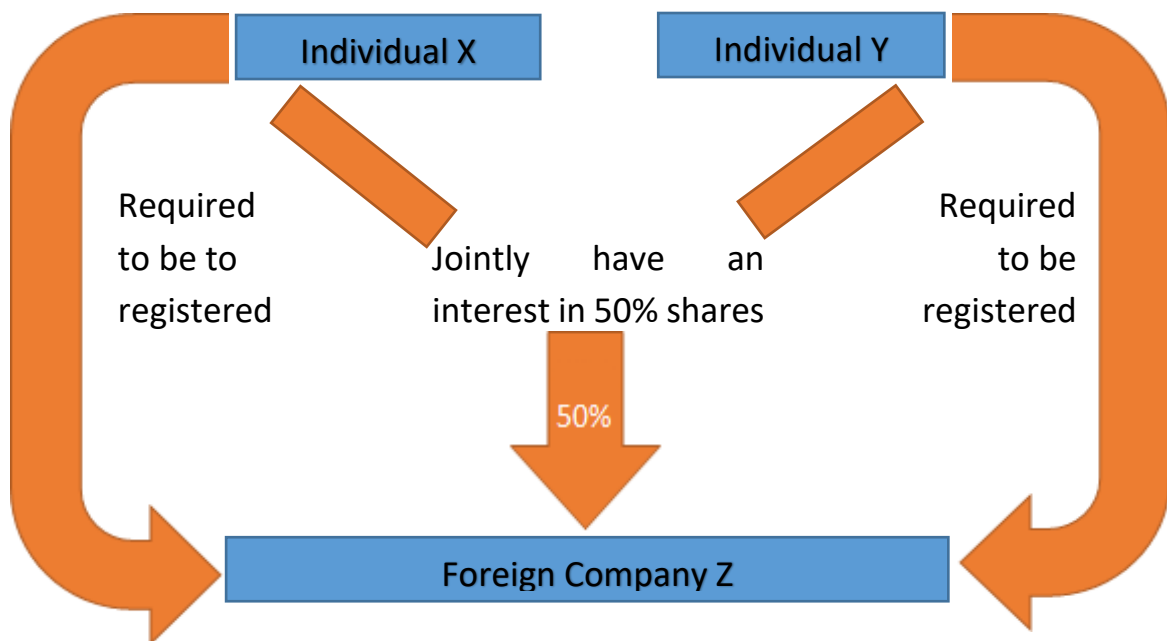 Individual X
Individual Y
Required
to be to
registered
Jointly have an
interest in 50% shares
Required
to be
registered
50%
Foreign Company Z